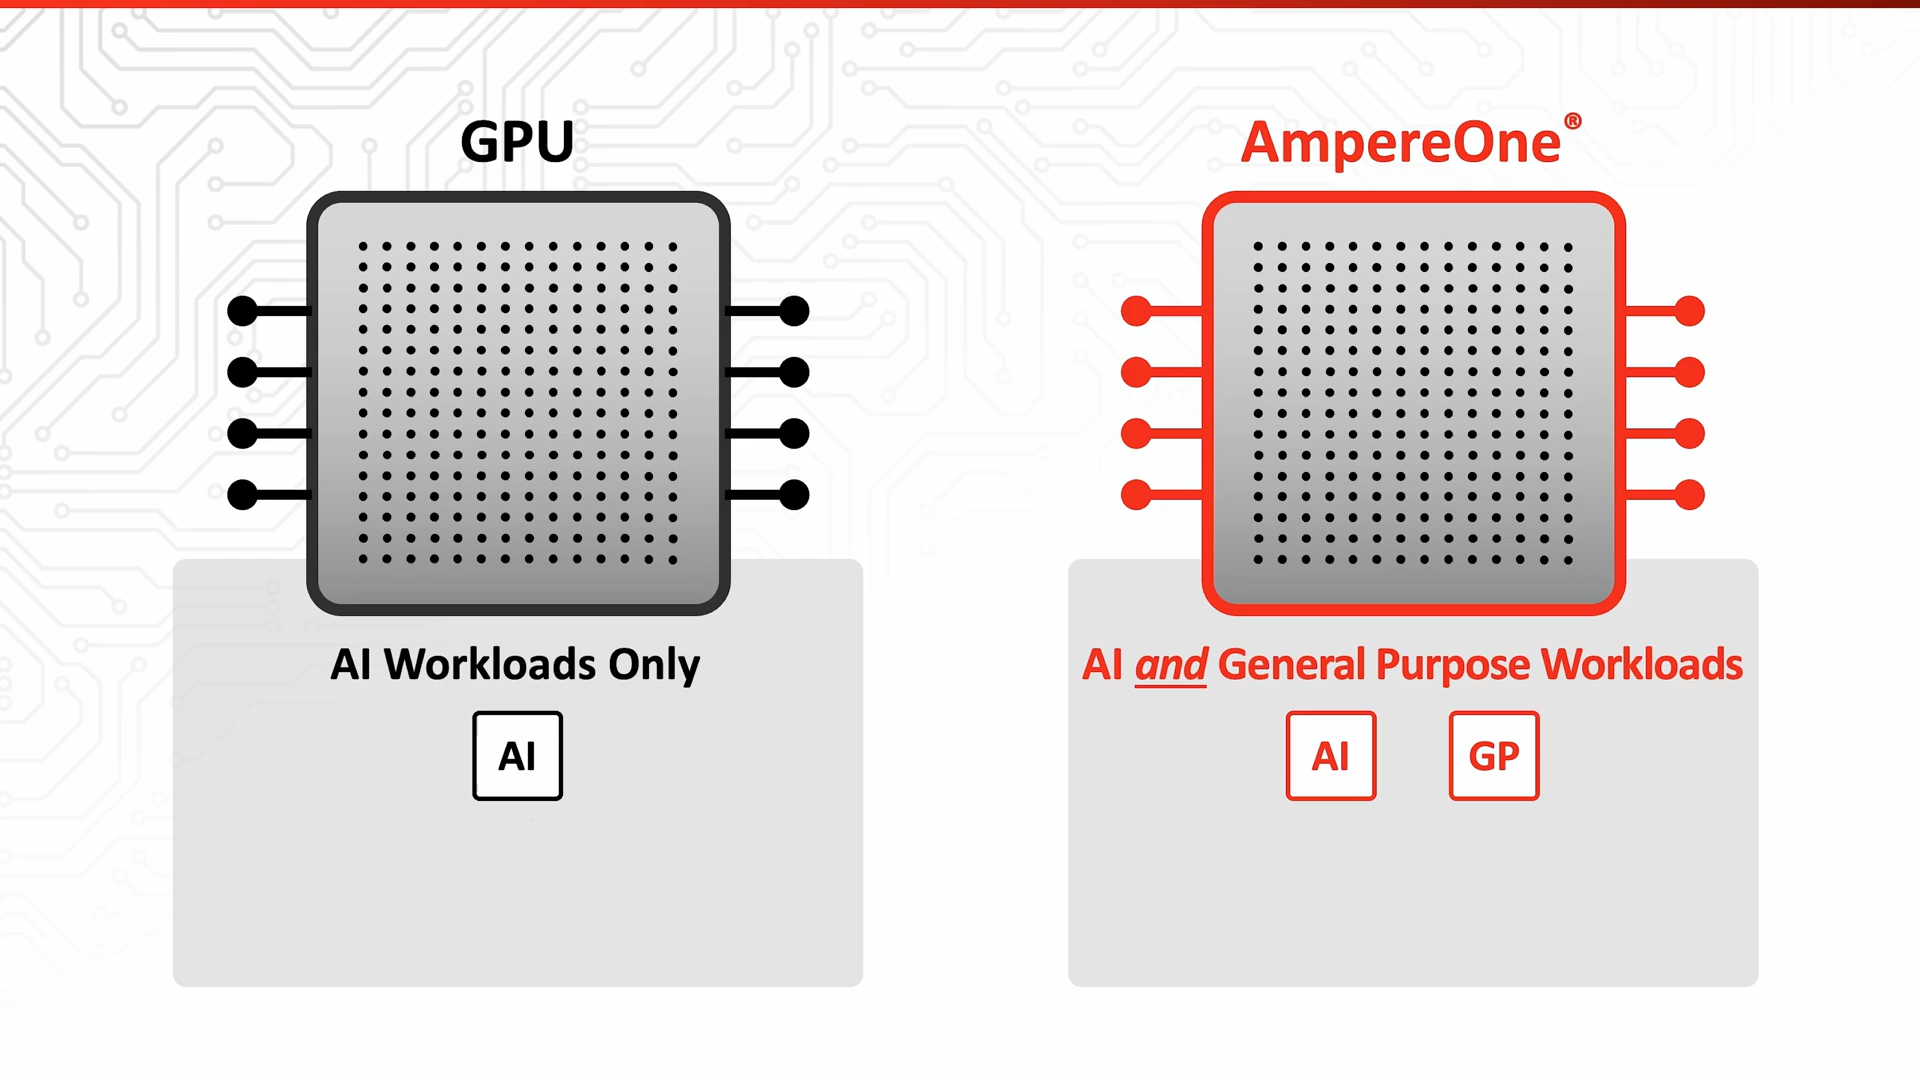 GPU
AmpereOne®
AI Workloads Only
AI and General Purpose Workloads
AI
AI
GP